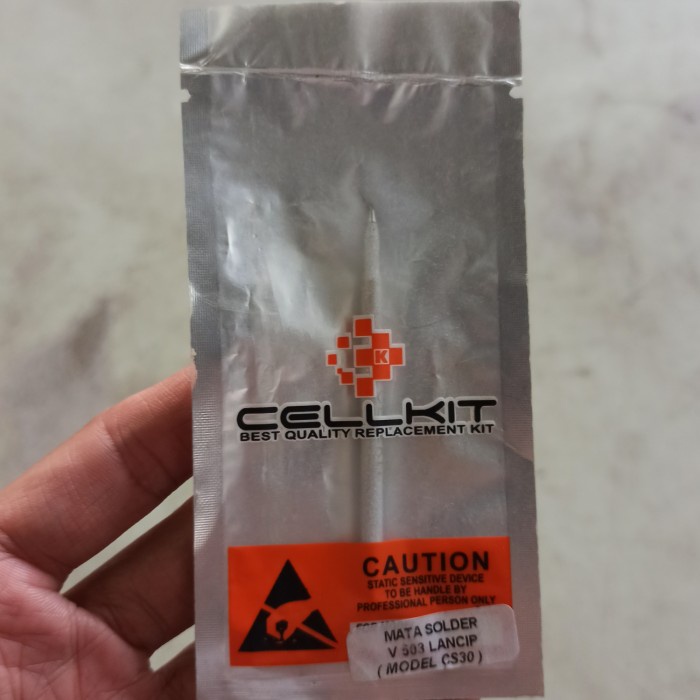 K
CELLKIT
BEST QUALITY REPLACEMENT KIT
CAUTION
STATIC SENSITIVE DEVICE
TO BE HANDLE BY
PROFESSIONAL PERSON ONLY
MATA SOLDER
V 503 LANCIP
( MODEL CS30 )